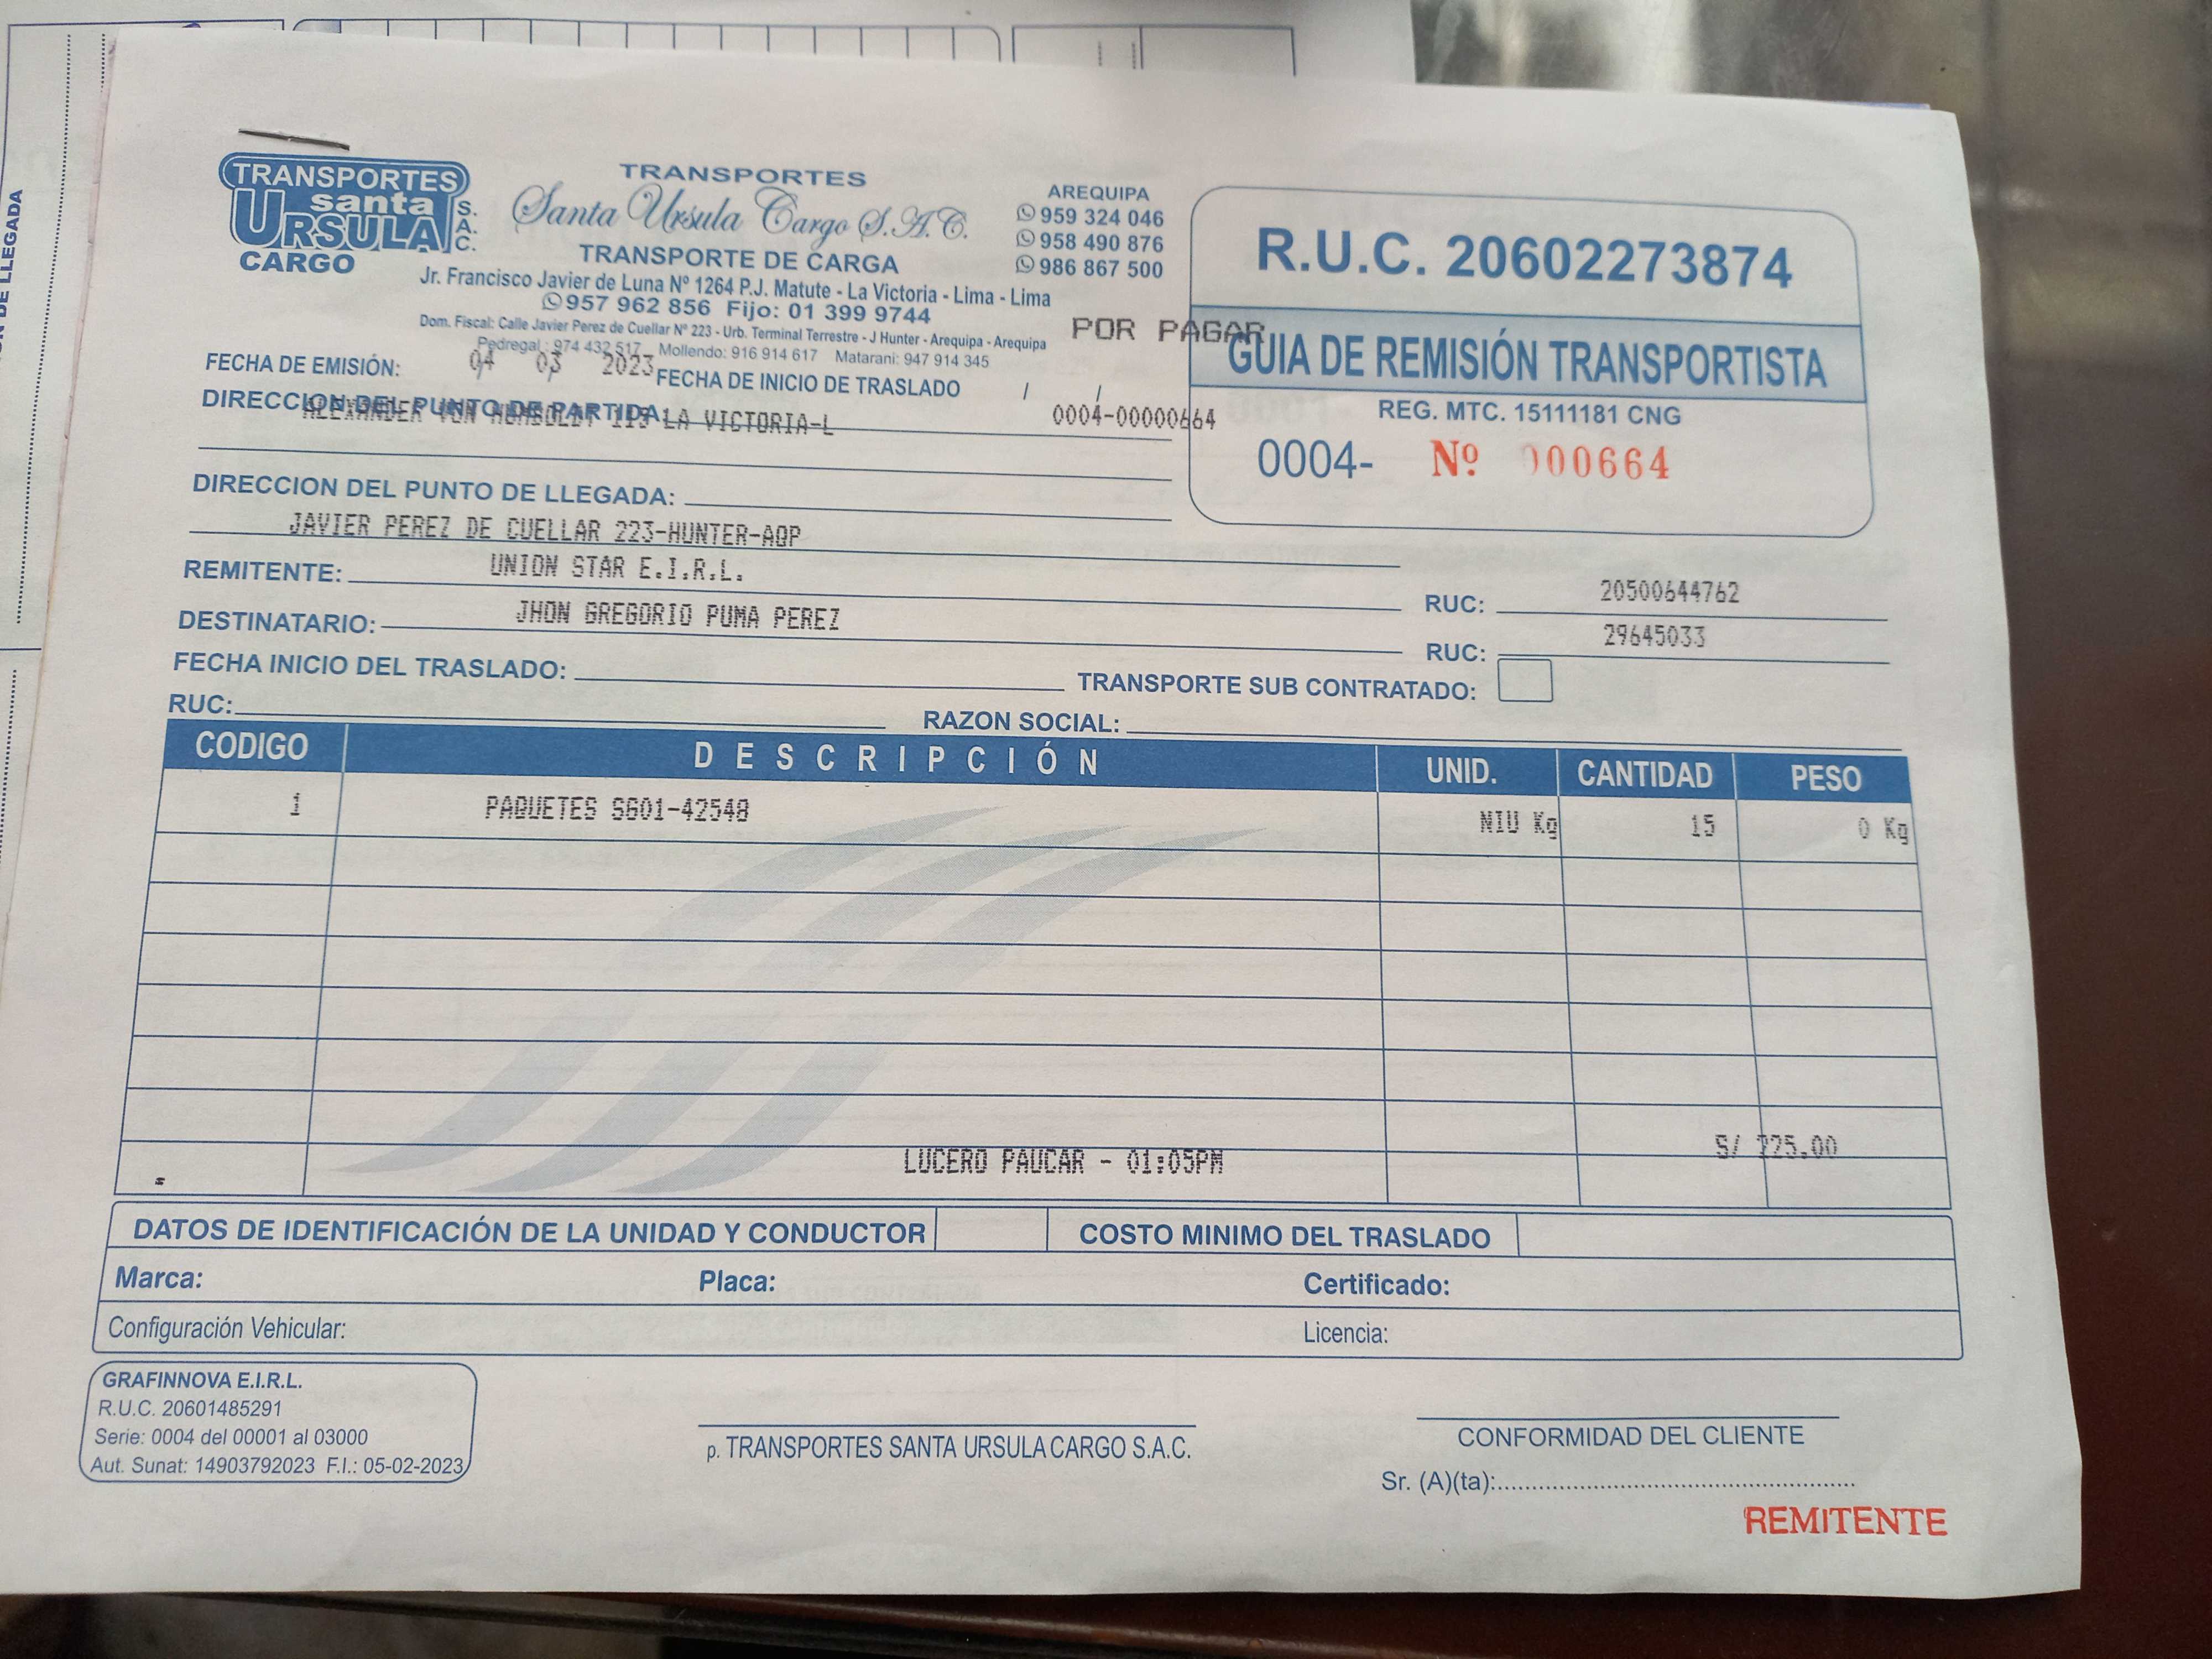 TRANSPORTES
santa
URSULA S.A.C.
CARGO
TRANSPORTES
Santa Ursula Cargo S.A.C.
TRANSPORTE DE CARGA
Jr. Francisco Javier de Luna Nº 1264 P.J. Matute - La Victoria - Lima - Lima
957 962 856 Fijo: 01 399 9744
Dom. Fiscal: Calle Javier Perez de Cuellar Nº 223 - Urb. Terminal Terrestre - J Hunter - Arequipa - Arequipa
Pedregal : 974 432 517 Mollendo: 916 914 617 Matarani: 947 914 345
AREQUIPA
959 324 046
958 490 876
986 867 500
POR PAGAR
R.U.C. 20602273874
GUIA DE REMISIÓN TRANSPORTISTA
REG. MTC. 15111181 CNG
0004- Nº 000664
FECHA DE EMISIÓN: 04 03 2023 FECHA DE INICIO DE TRASLADO / /
DIRECCION DEL PUNTO DE PARTIDA:
ALEXANDER VON HUMBOLDT 115 LA VICTORIA-L 0004-00000664
DIRECCION DEL PUNTO DE LLEGADA:
JAVIER PEREZ DE CUELLAR 223-HUNTER-AQP
REMITENTE: UNION STAR E.I.R.L. RUC: 20500644762
DESTINATARIO: JHON GREGORIO PUMA PEREZ RUC: 29645033
FECHA INICIO DEL TRASLADO: TRANSPORTE SUB CONTRATADO:
RUC: RAZON SOCIAL:
CODIGO DESCRIPCIÓN UNID. CANTIDAD PESO
1 PAQUETES SG01-42548 NIU Kg 15 0 Kg
LUCERO PAUCAR - 01:05PM S/ 225.00
DATOS DE IDENTIFICACIÓN DE LA UNIDAD Y CONDUCTOR COSTO MINIMO DEL TRASLADO
Marca: Placa: Certificado:
Configuración Vehicular: Licencia:
GRAFINNOVA E.I.R.L.
R.U.C. 20601485291
Serie: 0004 del 00001 al 03000
Aut. Sunat: 14903792023 F.I.: 05-02-2023
p. TRANSPORTES SANTA URSULA CARGO S.A.C.
CONFORMIDAD DEL CLIENTE
Sr. (A)(ta):
REMITENTE